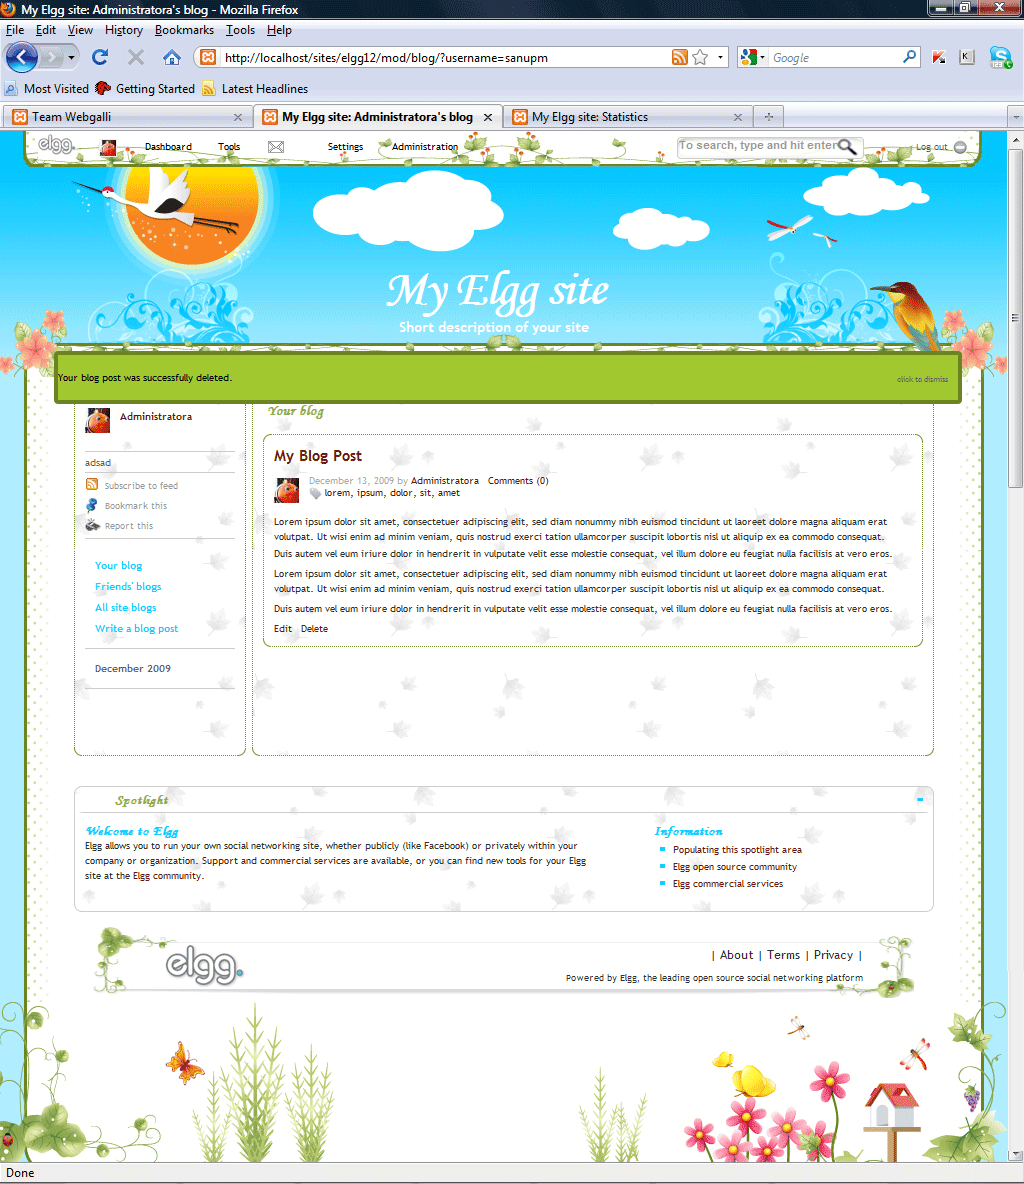 My Elgg site: Administratora's blog - Mozilla Firefox
File Edit View History Bookmarks Tools Help
http://localhost/sites/elgg12/mod/blog/?username=sanupm
Google
K
123
Most Visited Getting Started Latest Headlines
Team Webgalli My Elgg site: Administratora's blog My Elgg site: Statistics
elgg. Dashboard Tools Settings Administration To search, type and hit enter Log out
My Elgg site
Short description of your site
Your blog post was successfully deleted. click to dismiss
Administratora
adsad
Subscribe to feed
Bookmark this
Report this
Your blog
Friends' blogs
All site blogs
Write a blog post
December 2009
Your blog
My Blog Post
December 13, 2009 by Administratora Comments (0)
lorem, ipsum, dolor, sit, amet
Lorem ipsum dolor sit amet, consectetuer adipiscing elit, sed diam nonummy nibh euismod tincidunt ut laoreet dolore magna aliquam erat
volutpat. Ut wisi enim ad minim veniam, quis nostrud exerci tation ullamcorper suscipit lobortis nisl ut aliquip ex ea commodo consequat.
Duis autem vel eum iriure dolor in hendrerit in vulputate velit esse molestie consequat, vel illum dolore eu feugiat nulla facilisis at vero eros.
Lorem ipsum dolor sit amet, consectetuer adipiscing elit, sed diam nonummy nibh euismod tincidunt ut laoreet dolore magna aliquam erat
volutpat. Ut wisi enim ad minim veniam, quis nostrud exerci tation ullamcorper suscipit lobortis nisl ut aliquip ex ea commodo consequat.
Duis autem vel eum iriure dolor in hendrerit in vulputate velit esse molestie consequat, vel illum dolore eu feugiat nulla facilisis at vero eros.
Edit Delete
Spotlight
Welcome to Elgg
Elgg allows you to run your own social networking site, whether publicly (like Facebook) or privately within your
company or organization. Support and commercial services are available, or you can find new tools for your Elgg
site at the Elgg community.
Information
Populating this spotlight area
Elgg open source community
Elgg commercial services
elgg.
| About | Terms | Privacy |
Powered by Elgg, the leading open source social networking platform
Done